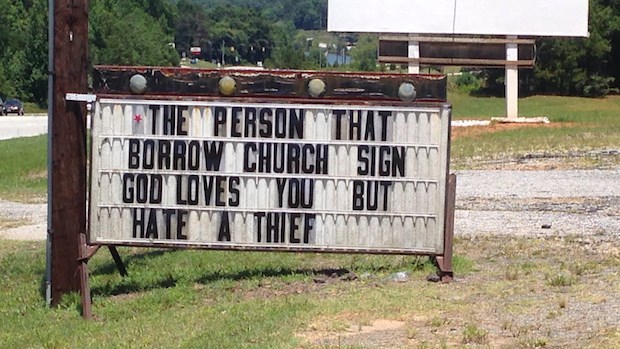 THE PERSON THAT
BORROW CHURCH SIGN
GOD LOVES YOU BUT
HATE A THIEF